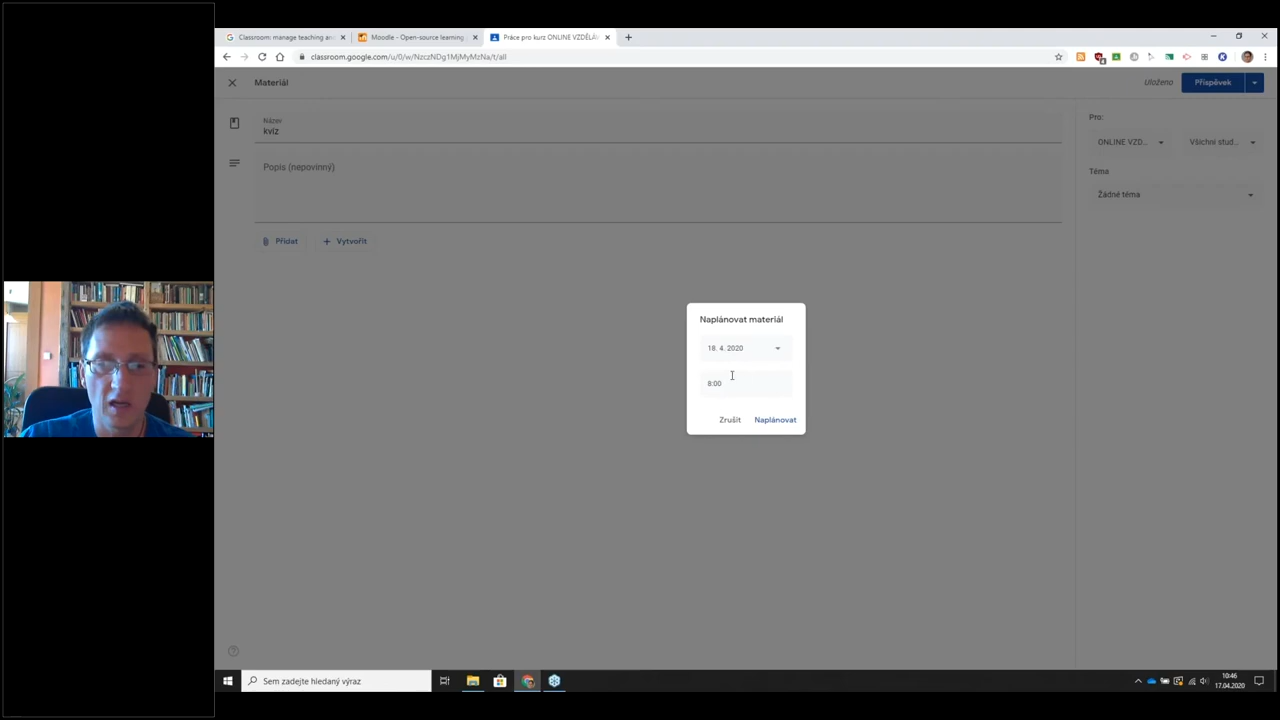 Classroom: manage teaching an
Moodle - Open-source learning
Práce pro kurz ONLINE VZDĚLÁV
classroom.google.com/u/0/w/NzczNDg1MjMyMzNa/t/all
Materiál
Uloženo
Příspěvek
Název
kvíz
Popis (nepovinný)
Přidat
Vytvořit
Pro:
ONLINE VZD...
Všichni stud...
Téma
Žádné téma
Naplánovat materiál
18. 4. 2020
8:00
Zrušit
Naplánovat
Sem zadejte hledaný výraz
10:46
17.04.2020